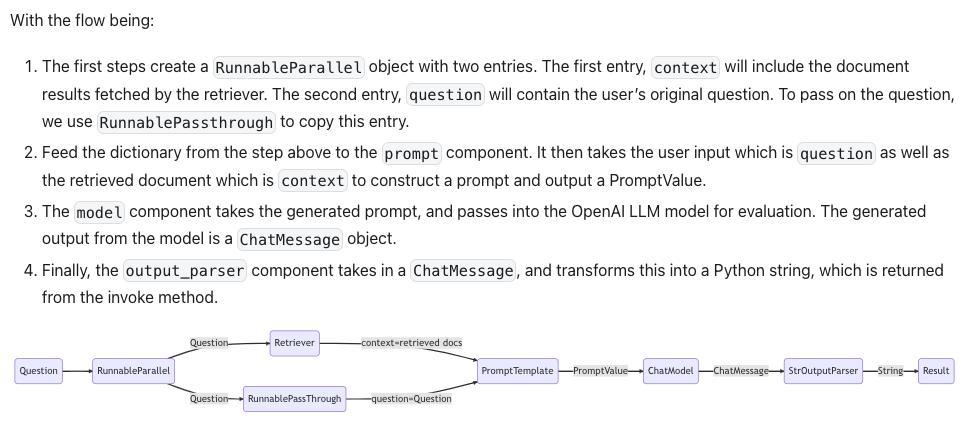 With the flow being:
1. The first steps create a RunnableParallel object with two entries. The first entry, context will include the document
results fetched by the retriever. The second entry, question will contain the user’s original question. To pass on the question,
we use RunnablePassthrough to copy this entry.
2. Feed the dictionary from the step above to the prompt component. It then takes the user input which is question as well as
the retrieved document which is context to construct a prompt and output a PromptValue.
3. The model component takes the generated prompt, and passes into the OpenAI LLM model for evaluation. The generated
output from the model is a ChatMessage object.
4. Finally, the output_parser component takes in a ChatMessage, and transforms this into a Python string, which is returned
from the invoke method.
Question
RunnableParallel
Question
Retriever
context=retrieved docs
Question
RunnablePassThrough
question=Question
PromptTemplate
PromptValue
ChatModel
ChatMessage
StrOutputParser
String
Result